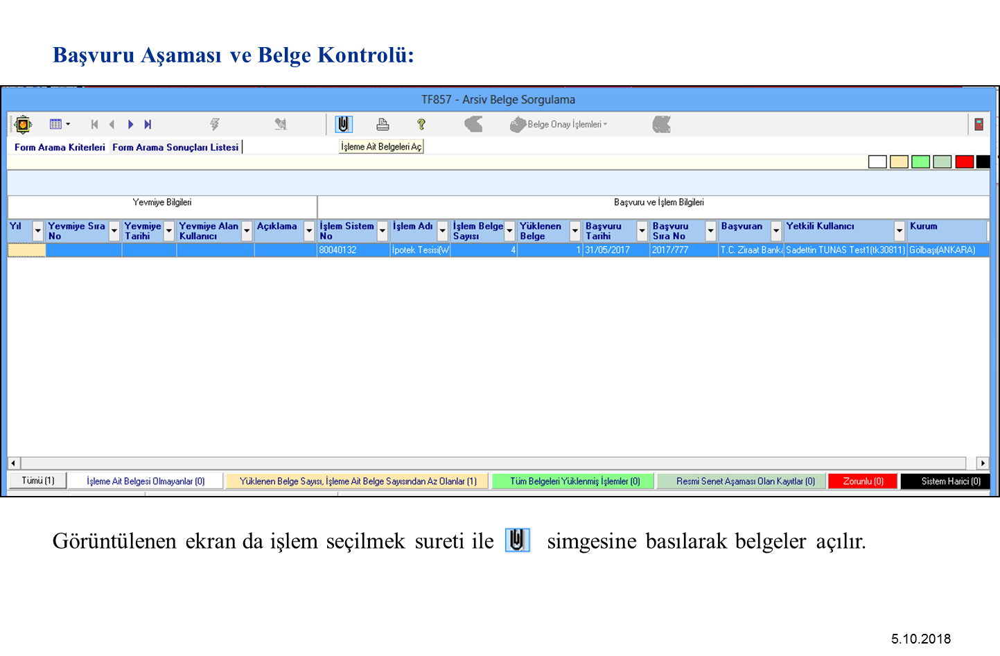 Başvuru Aşaması ve Belge Kontrolü:
TF857 - Arsiv Belge Sorgulama
Belge Onay İşlemleri
Form Arama Kriterleri Form Arama Sonuçları Listesi
İşleme Ait Belgeleri Aç
Yevmiye Bilgileri Başvuru ve İşlem Bilgileri
Yıl Yevmiye Sıra No Yevmiye Tarihi Yevmiye Alan Kullanıcı Açıklama İşlem Sistem No İşlem Adı İşlem Belge Sayısı Yüklenen Belge Başvuru Tarihi Başvuru Sıra No Başvuran Yetkili Kullanıcı Kurum
80040132 İpotek Tesisi(W 4 1 31/05/2017 2017/777 T.C. Ziraat Banka Sadettin TUNAS Test1(tk30811) Gölbaşı(ANKARA)
Tümü (1) İşleme Ait Belgesi Olmayanlar (0) Yüklenen Belge Sayısı, İşleme Ait Belge Sayısından Az Olanlar (1) Tüm Belgeleri Yüklenmiş İşlemler (0) Resmi Senet Aşaması Olan Kayıtlar (0) Zorunlu (0) Sistem Harici (0)
Görüntülenen ekran da işlem seçilmek sureti ile simgesine basılarak belgeler açılır.
5.10.2018